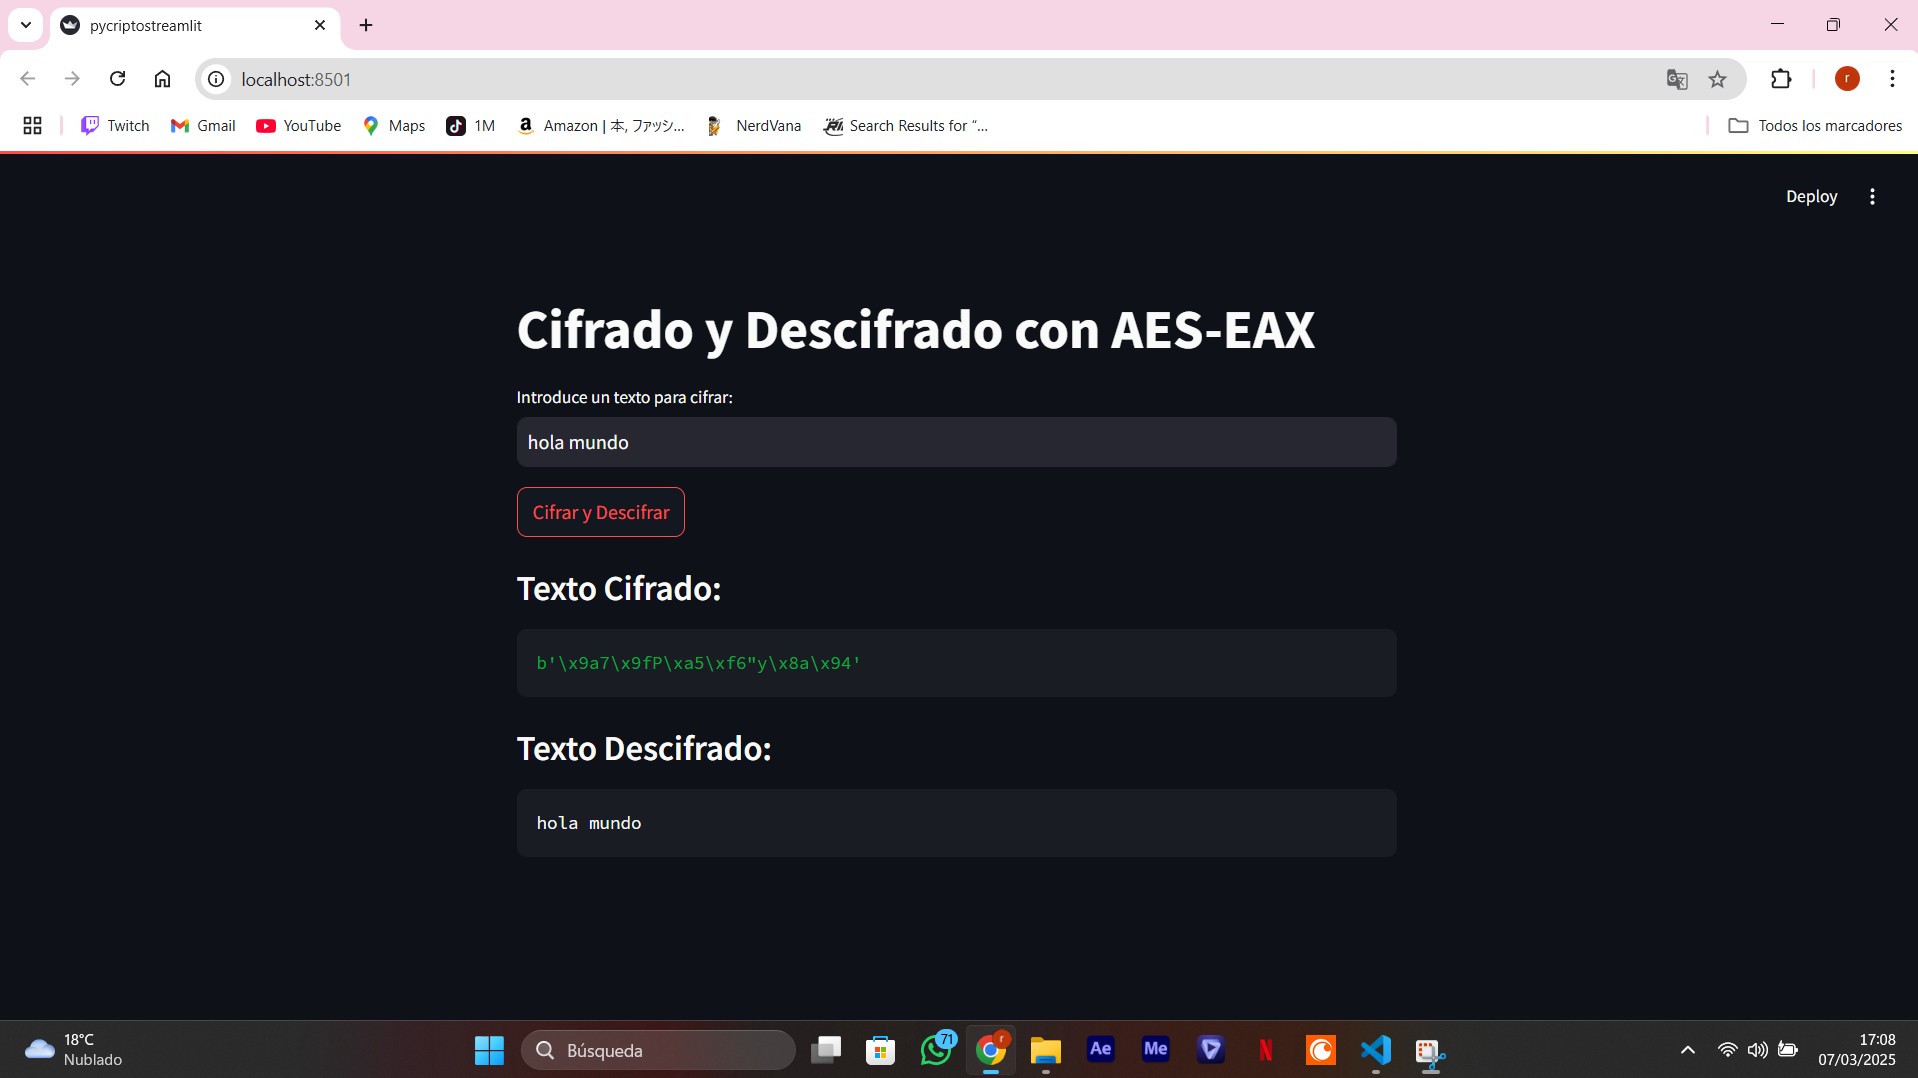 pycriptostreamlit
localhost:8501
r
Twitch
Gmail
YouTube
Maps
1M
Amazon | 本, ファッシ...
NerdVana
Search Results for “...
Todos los marcadores
Deploy
Cifrado y Descifrado con AES-EAX
Introduce un texto para cifrar:
hola mundo
Cifrar y Descifrar
Texto Cifrado:
b'\x9a7\x9fP\xa5\xf6"y\x8a\x94'
Texto Descifrado:
hola mundo
18°C
Nublado
Búsqueda
71
r
Ae
Me
17:08
07/03/2025